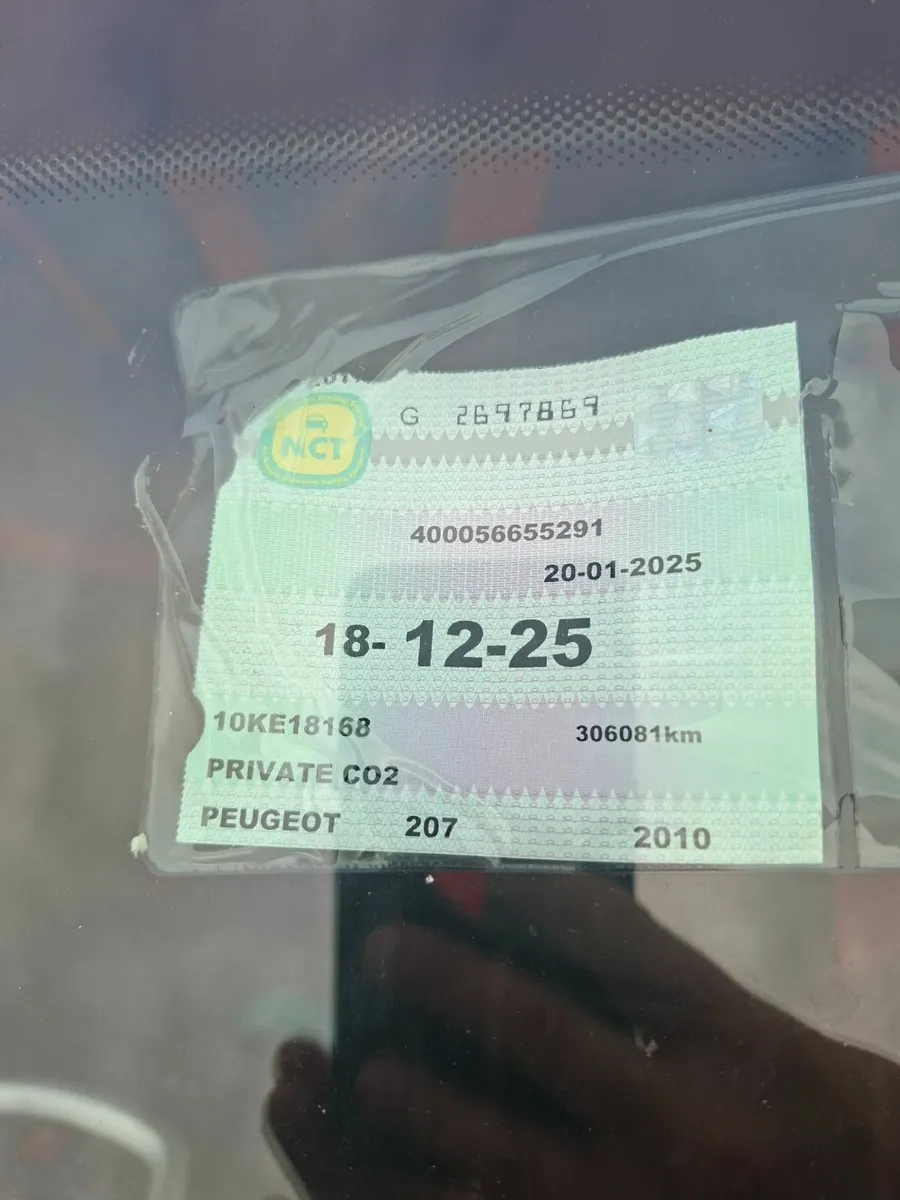 NCT
G 2697869
400056655291
20-01-2025
18- 12-25
10KE18168 306081km
PRIVATE CO2
PEUGEOT 207 2010